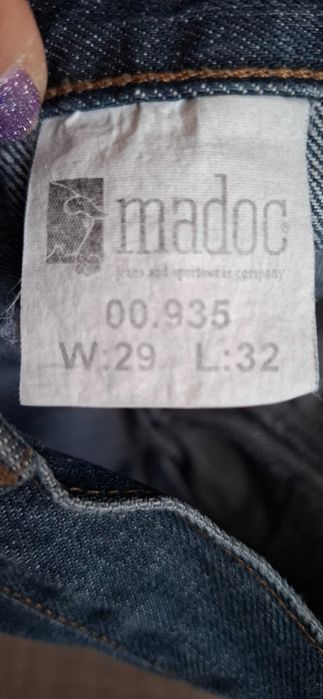 madoc®
jeans and sportswear company
00.935
W:29 L:32